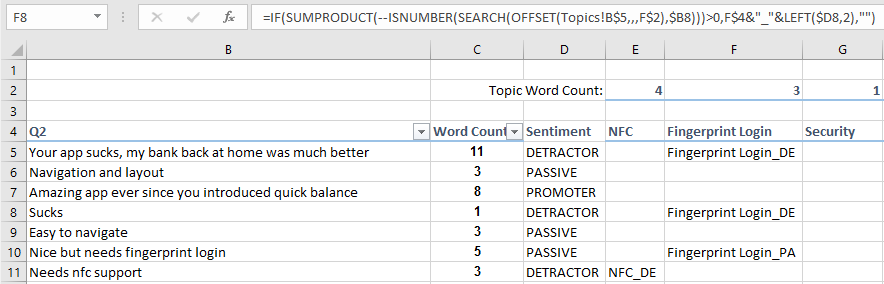 F8 fx =IF(SUMPRODUCT(--ISNUMBER(SEARCH(OFFSET(Topics!B$5,,,F$2),$B8)))>0,F$4&"_"&LEFT($D8,2),"")
B C D E F G
1
2 Topic Word Count: 4 3 1
3
4 Q2 Word Count Sentiment NFC Fingerprint Login Security
5 Your app sucks, my bank back at home was much better 11 DETRACTOR Fingerprint Login_DE
6 Navigation and layout 3 PASSIVE
7 Amazing app ever since you introduced quick balance 8 PROMOTER
8 Sucks 1 DETRACTOR Fingerprint Login_DE
9 Easy to navigate 3 PASSIVE
10 Nice but needs fingerprint login 5 PASSIVE Fingerprint Login_PA
11 Needs nfc support 3 DETRACTOR NFC_DE